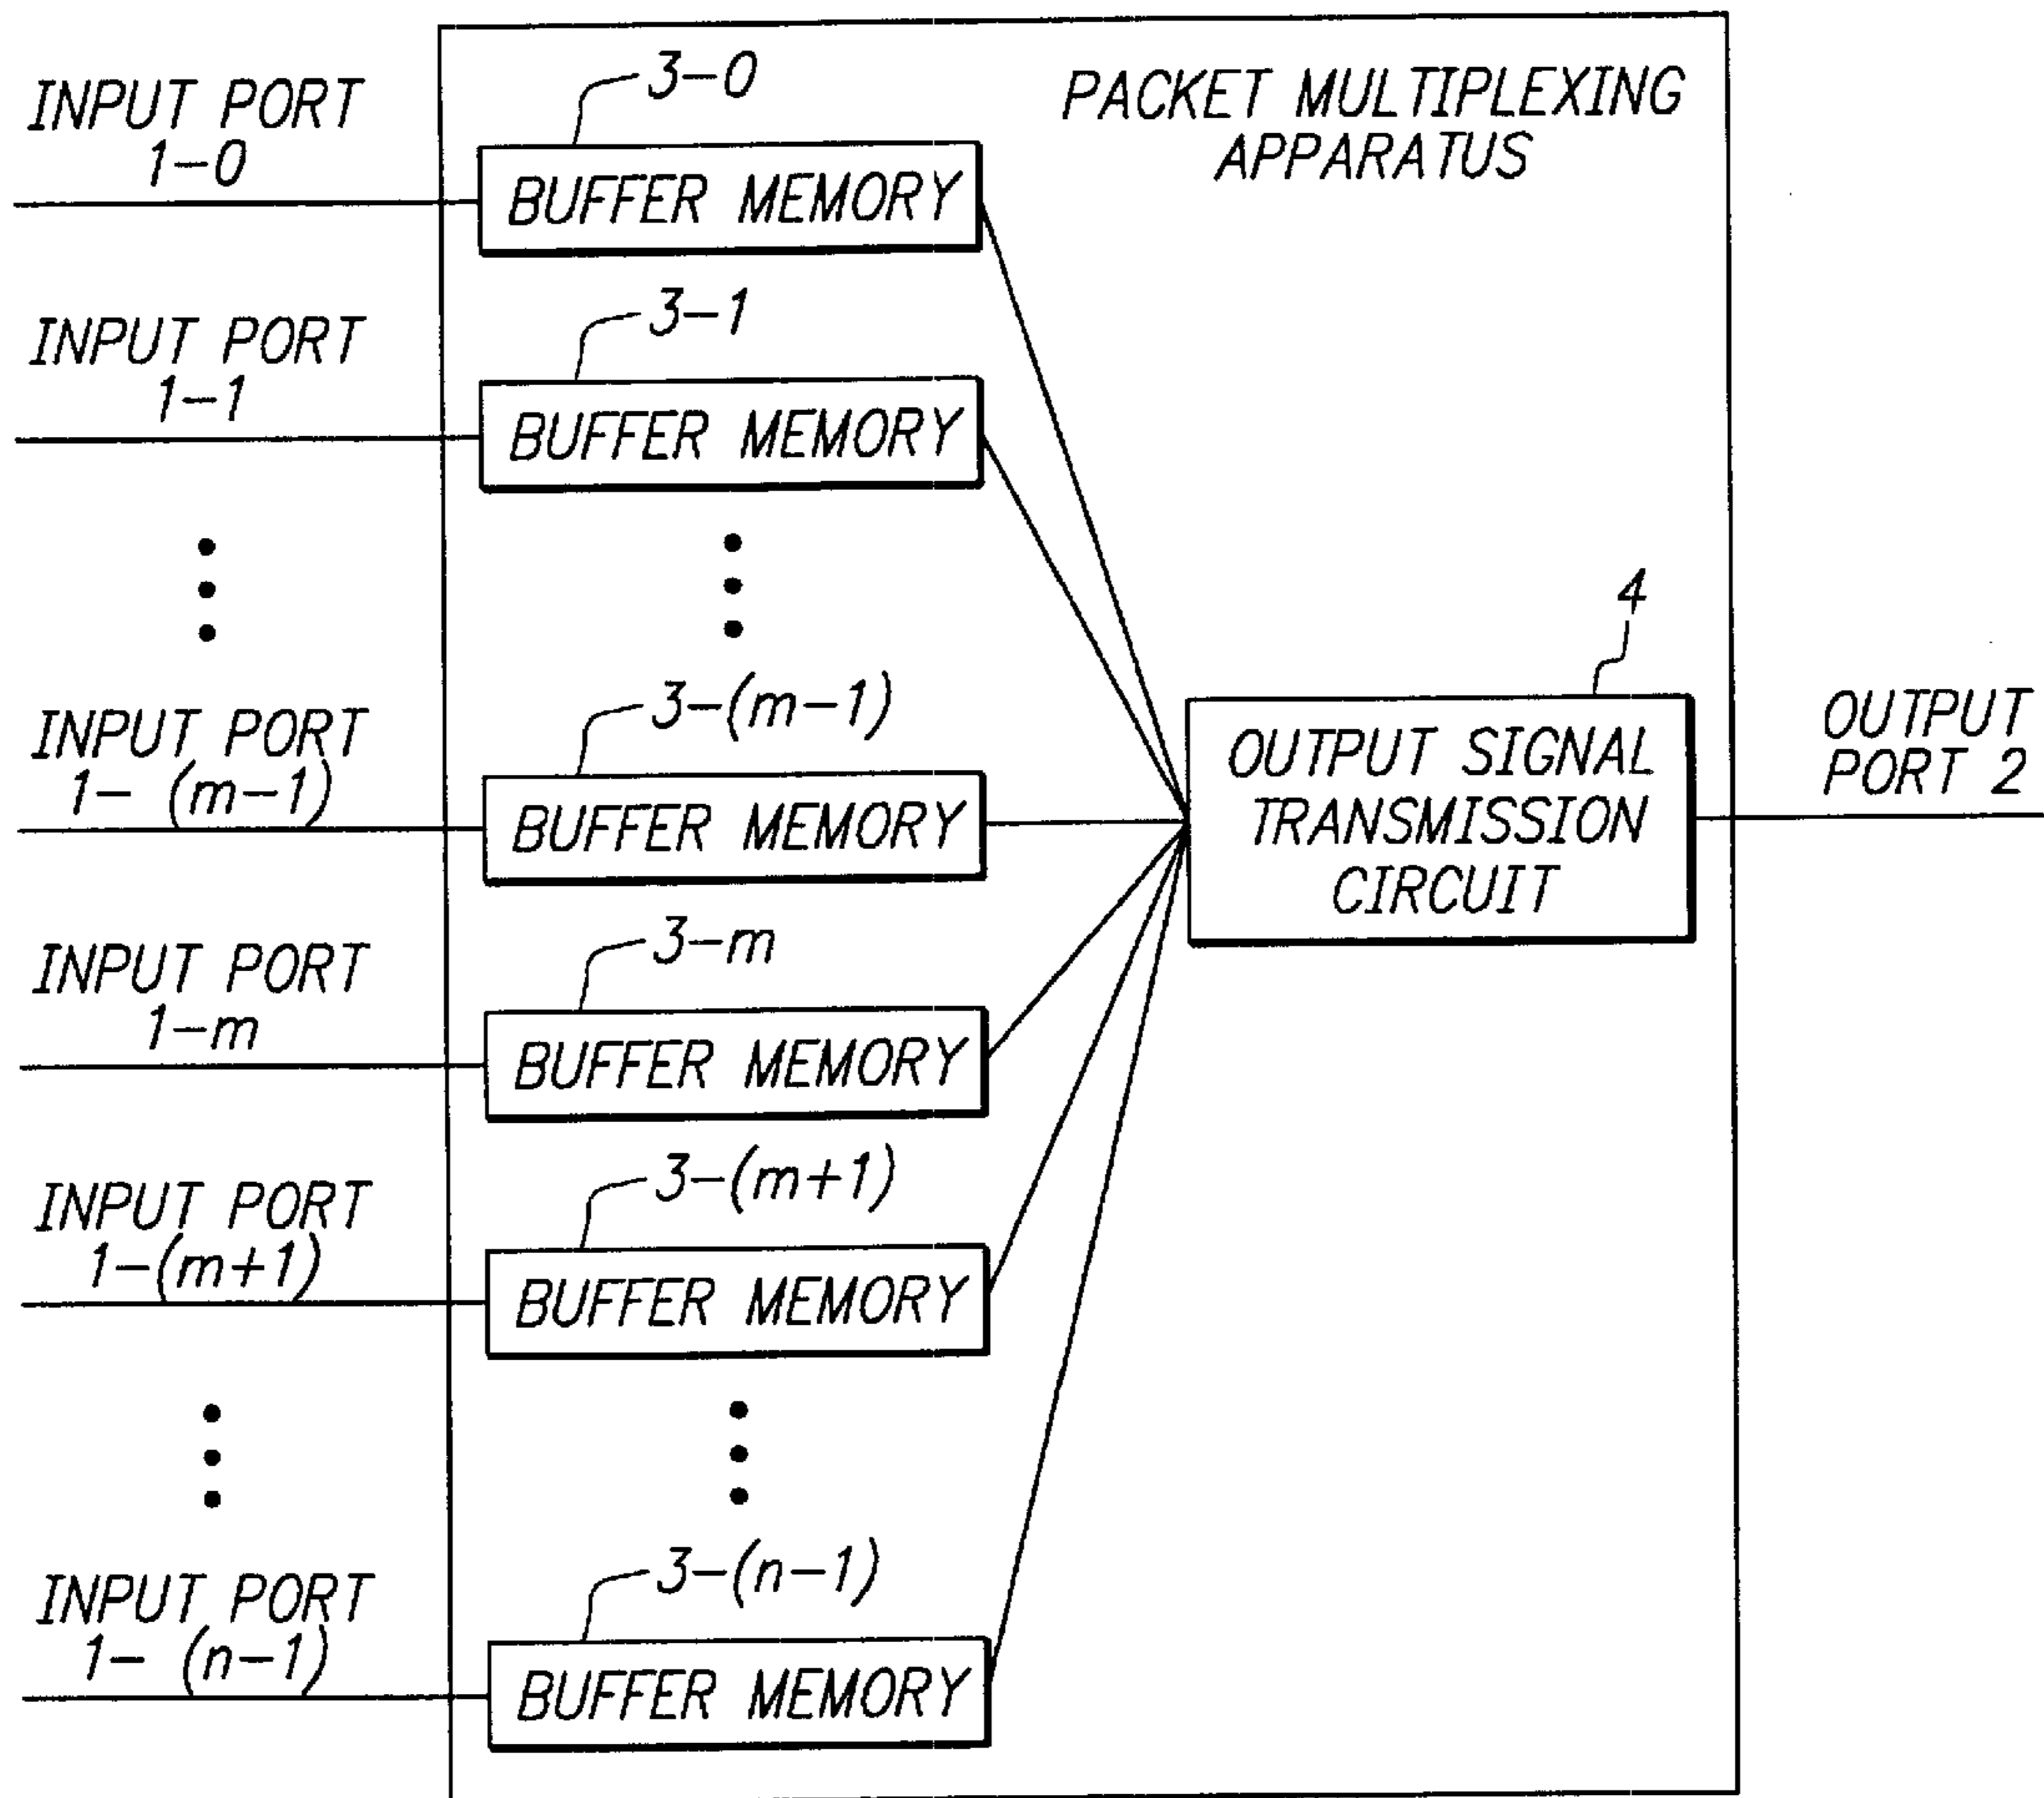 PACKET MULTIPLEXING
APPARATUS
INPUT PORT
1-0
3-0
BUFFER MEMORY
INPUT PORT
1-1
3-1
BUFFER MEMORY
INPUT PORT
1- (m-1)
3-(m-1)
BUFFER MEMORY
4
OUTPUT SIGNAL
TRANSMISSION
CIRCUIT
OUTPUT
PORT 2
INPUT PORT
1-m
3-m
BUFFER MEMORY
INPUT PORT
1-(m+1)
3-(m+1)
BUFFER MEMORY
INPUT PORT
1- (n-1)
3-(n-1)
BUFFER MEMORY